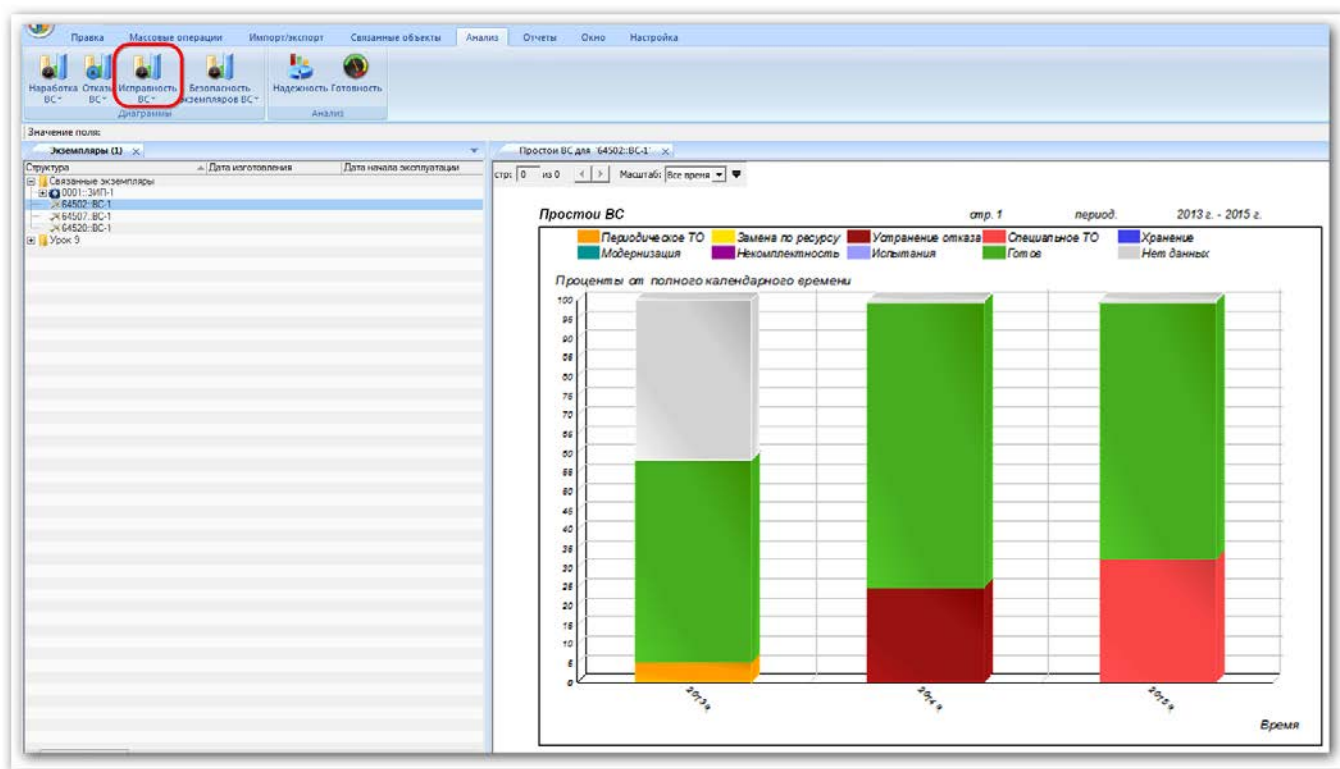 Правка Массовые операции Импорт/экспорт Связанные объекты Анализ Отчеты Окно Настройка
Наработка ВС Отказы ВС Исправность ВС Безопасность экземпляров ВС Надежность Готовность
Диаграммы Анализ
Значение поля:
Экземпляры (1) Простои ВС для '64502::ВС-1'
Структура Дата изготовления Дата начала эксплуатации
стр: 0 из 0 Масштаб: Все время
Связанные экземпляры
0001::ЗИП-1
64502::ВС-1
64507::ВС-1
64520::ВС-1
Урок 9
Простои ВС стр. 1 период. 2013 г. - 2015 г.
Периодическое ТО Замена по ресурсу Устранение отказа Специальное ТО Хранение
Модернизация Некомплектность Испытания Готов Нет данных
Проценты от полного календарного времени
100
95
90
85
80
75
70
65
60
55
50
45
40
35
30
25
20
15
10
5
0
2013 г. 2014 г. 2015 г.
Время